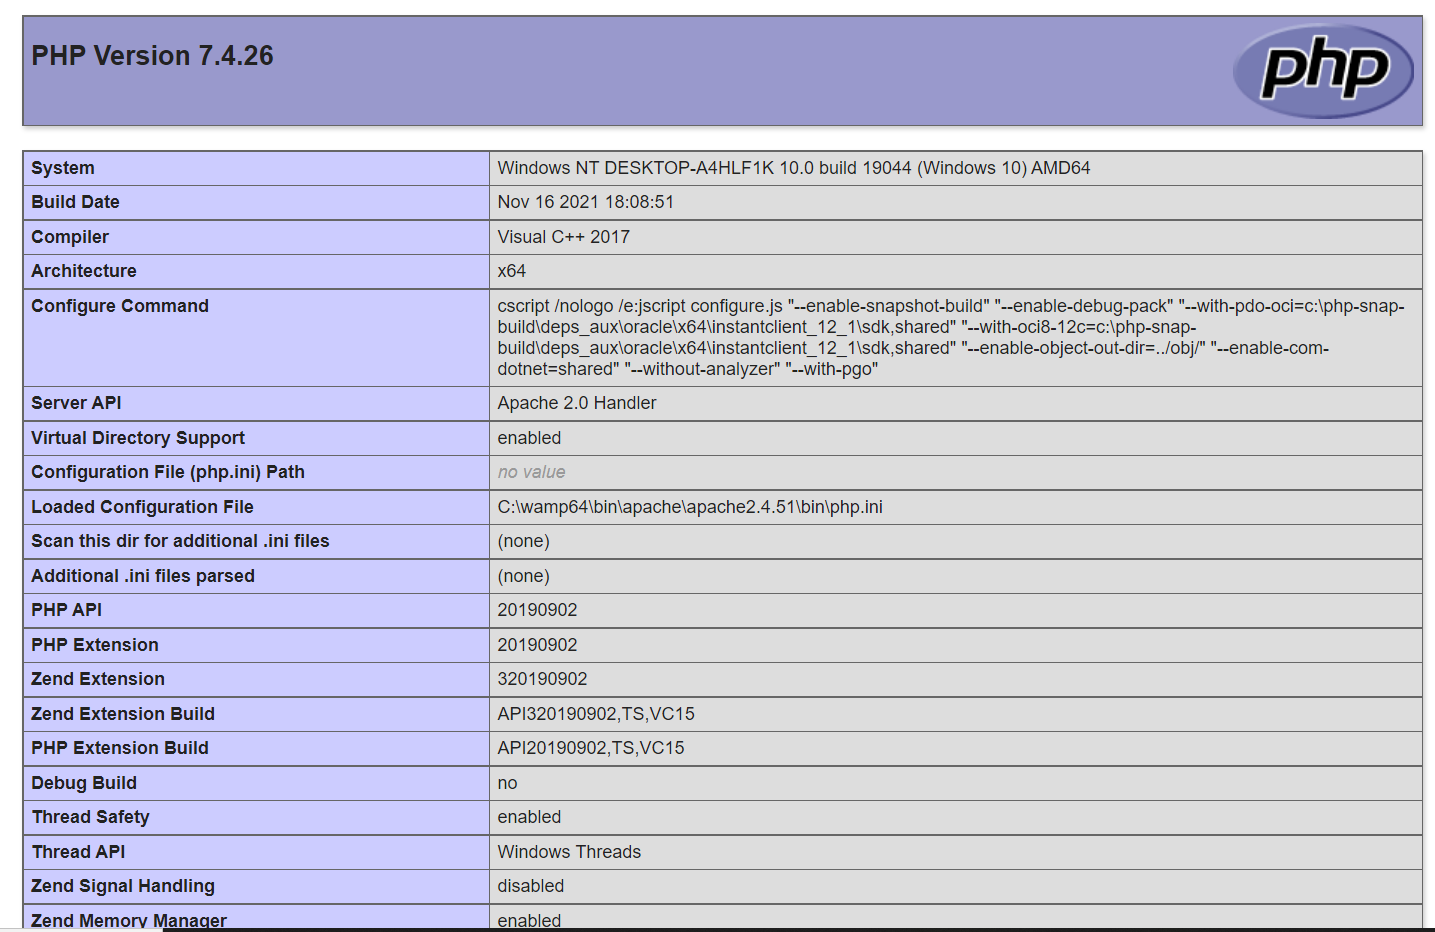 PHP Version 7.4.26
php
System Windows NT DESKTOP-A4HLF1K 10.0 build 19044 (Windows 10) AMD64
Build Date Nov 16 2021 18:08:51
Compiler Visual C++ 2017
Architecture x64
Configure Command cscript /nologo /e:jscript configure.js "--enable-snapshot-build" "--enable-debug-pack" "--with-pdo-oci=c:\php-snap-
build\deps_aux\oracle\x64\instantclient_12_1\sdk,shared" "--with-oci8-12c=c:\php-snap-
build\deps_aux\oracle\x64\instantclient_12_1\sdk,shared" "--enable-object-out-dir=../obj/" "--enable-com-
dotnet=shared" "--without-analyzer" "--with-pgo"
Server API Apache 2.0 Handler
Virtual Directory Support enabled
Configuration File (php.ini) Path no value
Loaded Configuration File C:\wamp64\bin\apache\apache2.4.51\bin\php.ini
Scan this dir for additional .ini files (none)
Additional .ini files parsed (none)
PHP API 20190902
PHP Extension 20190902
Zend Extension 320190902
Zend Extension Build API320190902,TS,VC15
PHP Extension Build API20190902,TS,VC15
Debug Build no
Thread Safety enabled
Thread API Windows Threads
Zend Signal Handling disabled
Zend Memory Manager enabled